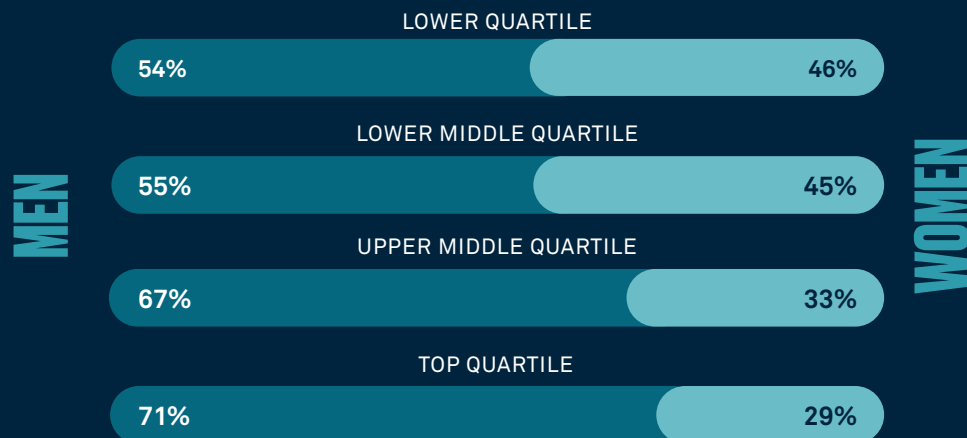 LOWER QUARTILE
54% 46%
LOWER MIDDLE QUARTILE
55% 45%
MEN
WOMEN
UPPER MIDDLE QUARTILE
67% 33%
TOP QUARTILE
71% 29%